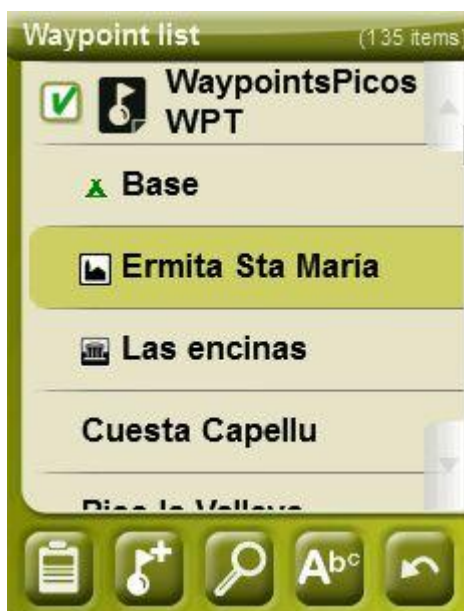 Waypoint list (135 items)
WaypointsPicos
WPT
Base
Ermita Sta María
Las encinas
Cuesta Capellu
Abc